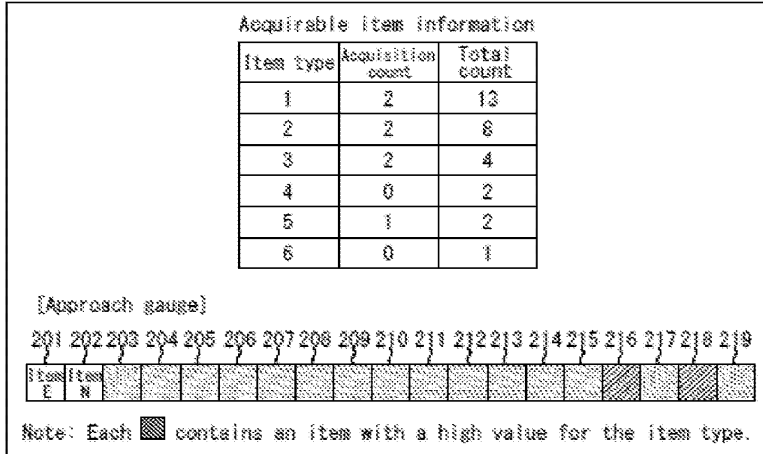 Acquirable item information
Item type Acquisition count Total count
1 2 13
2 2 8
3 2 4
4 0 2
5 1 2
6 0 1
[Approach gauge]
201 202 203 204 205 206 207 208 209 210 211 212 213 214 215 216 217 218 219
Item E Item N
Note: Each contains an item with a high value for the item type.